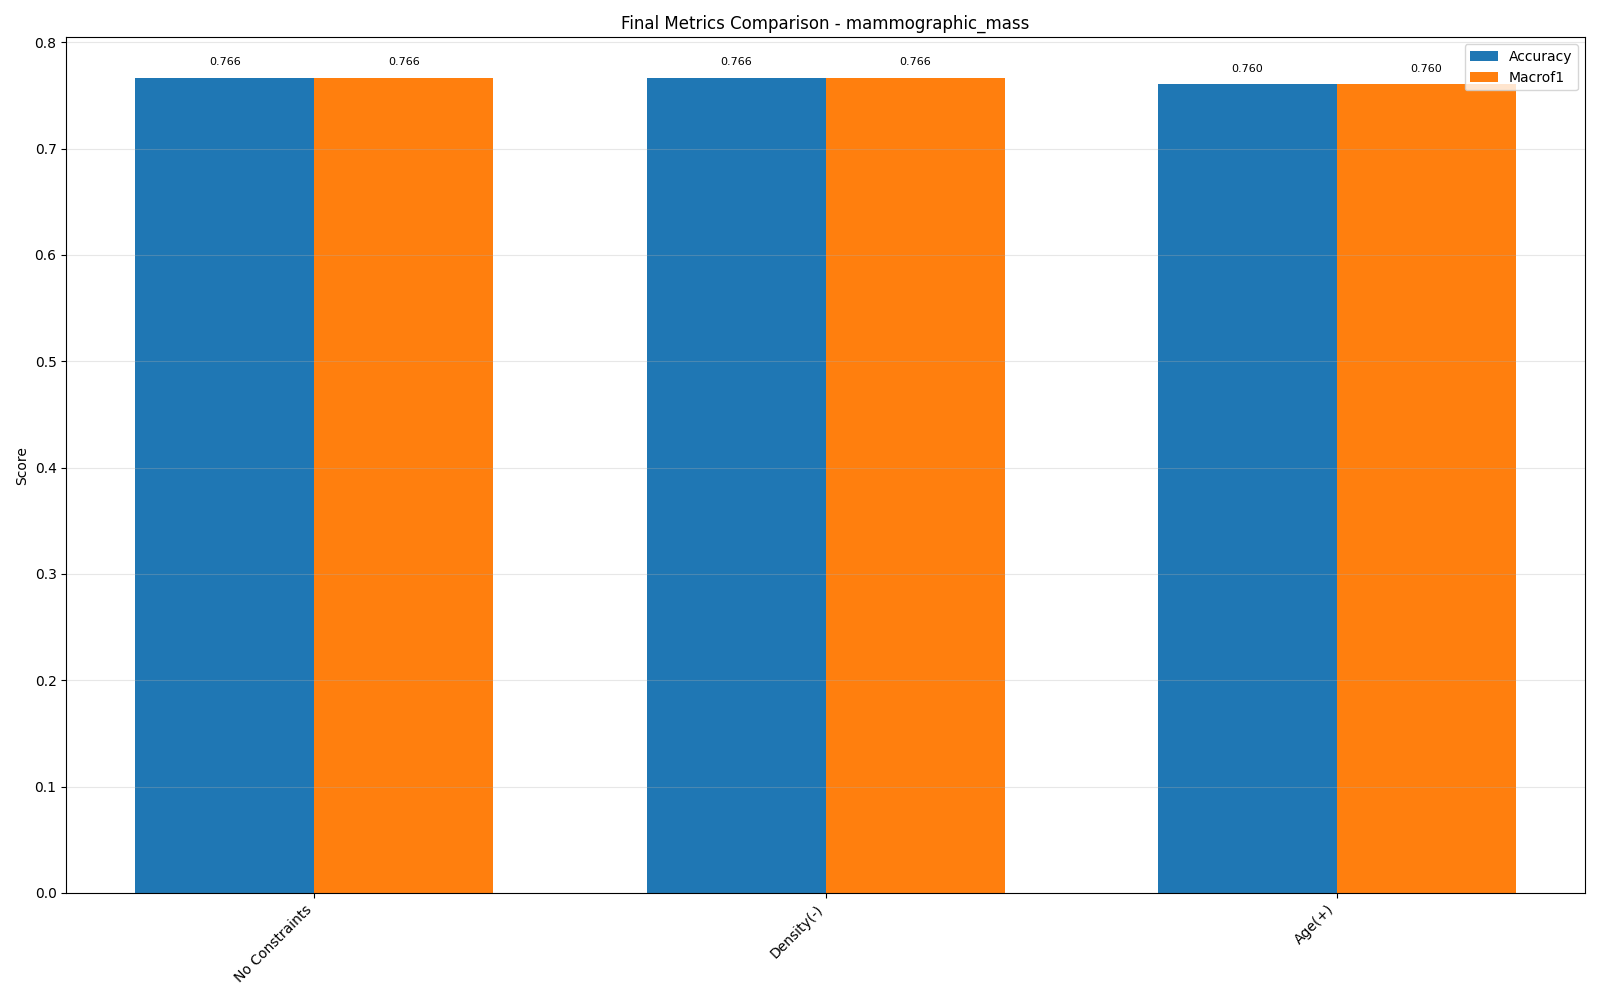 Final Metrics Comparison - mammographic_mass
Accuracy
Macrof1
0.766
0.766
0.766
0.766
0.760
0.760
Score
0.8
0.7
0.6
0.5
0.4
0.3
0.2
0.1
0.0
No Constraints
Density(-)
Age(+)